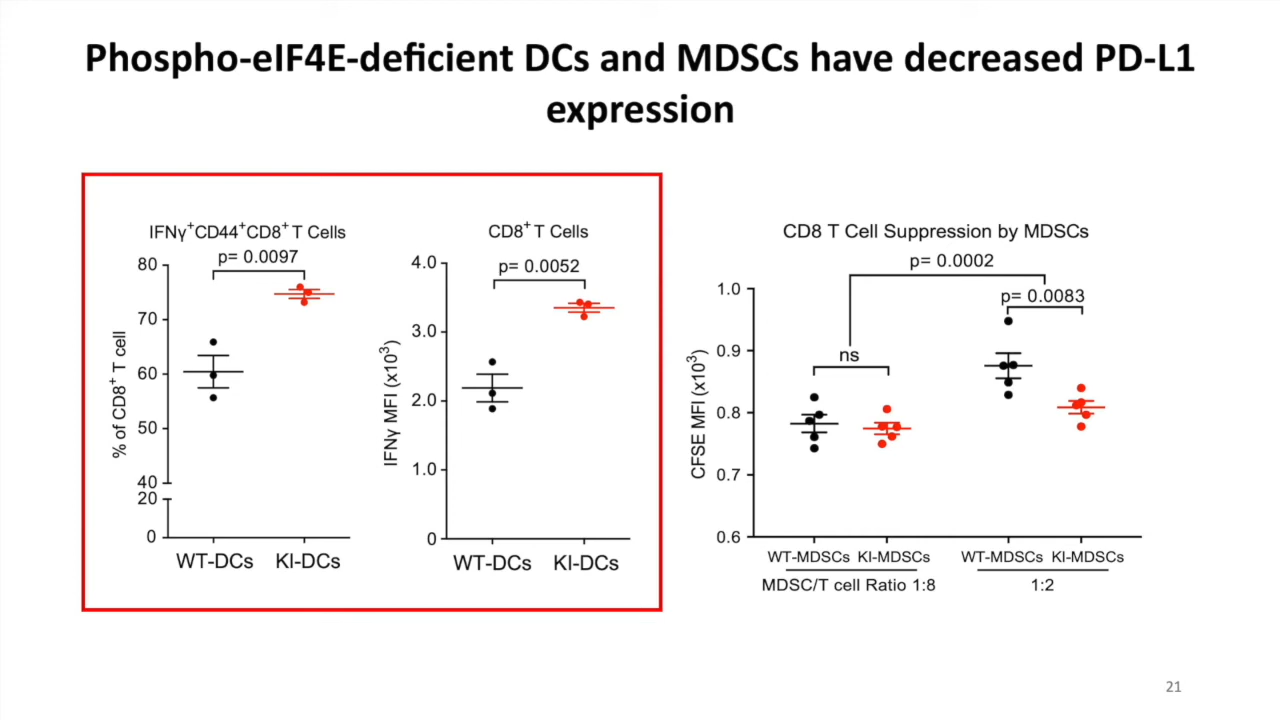 Phospho-eIF4E-deficient DCs and MDSCs have decreased PD-L1
expression
IFNγ+CD44+CD8+ T Cells
p= 0.0097
80
70
60
50
40
20
0
% of CD8+ T cell
WT-DCs KI-DCs
CD8+ T Cells
p= 0.0052
4.0
3.0
2.0
1.0
0
IFNγ MFI (x10³)
WT-DCs KI-DCs
CD8 T Cell Suppression by MDSCs
p= 0.0002
p= 0.0083
ns
1.0
0.9
0.8
0.7
0.6
CFSE MFI (x10³)
WT-MDSCs KI-MDSCs WT-MDSCs KI-MDSCs
MDSC/T cell Ratio 1:8 1:2
21